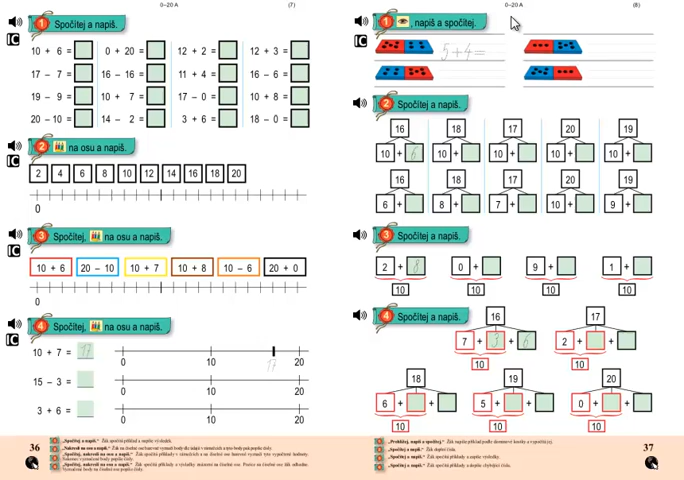 0–20 A (7)
1 Spočítej a napiš.
10 + 6 = 0 + 20 = 12 + 2 = 12 + 3 =
17 – 7 = 16 – 16 = 11 + 4 = 16 – 6 =
19 – 9 = 10 + 7 = 17 – 0 = 10 + 8 =
20 – 10 = 14 – 2 = 3 + 6 = 18 – 0 =
2 na osu a napiš.
2 4 6 8 10 12 14 16 18 20
0
3 Spočítej, na osu a napiš.
10 + 6 20 – 10 10 + 7 10 + 8 10 – 6 20 + 0
0
4 Spočítej, na osu a napiš.
10 + 7 = 17 0 10 20
17
15 – 3 = 0 10 20
3 + 6 = 0 10 20
36
0–20 A (8)
1 , napiš a spočítej.
5+4=
2 Spočítej a napiš.
16 18 17 20 19
10 + 6 10 + 10 + 10 + 10 +
16 18 17 20 19
6 + 8 + 7 + 10 + 9 +
3 Spočítej a napiš.
2 + 8 0 + 9 + 1 +
10 10 10 10
4 Spočítej a napiš.
16 17
7 + 3 + 6 2 + +
10 10
18 19 20
6 + + 5 + + 0 + +
10 10 10
37